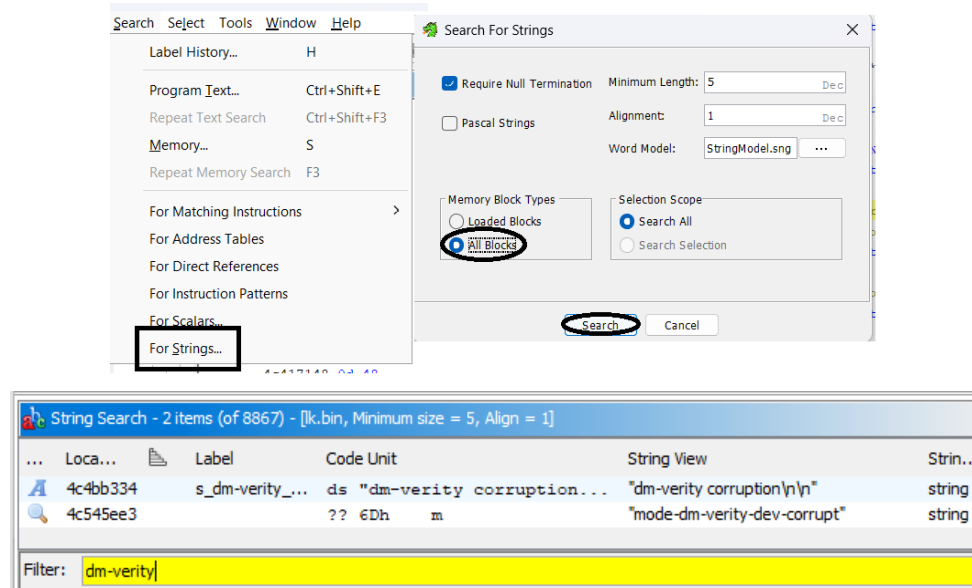 Search Select Tools Window Help
Label History... H
Program Text... Ctrl+Shift+E
Repeat Text Search Ctrl+Shift+F3
Memory... S
Repeat Memory Search F3
For Matching Instructions >
For Address Tables
For Direct References
For Instruction Patterns
For Scalars...
For Strings...
Search For Strings
Require Null Termination Minimum Length: 5 Dec
Pascal Strings Alignment: 1 Dec
Word Model: StringModel.sng ...
Memory Block Types Selection Scope
Loaded Blocks Search All
All Blocks Search Selection
Search Cancel
String Search - 2 items (of 8867) - [lk.bin, Minimum size = 5, Align = 1]
... Loca... Label Code Unit String View Strin...
4c4bb334 s_dm-verity_... ds "dm-verity corruption... "dm-verity corruption\n\n" string
4c545ee3 ?? 6Dh m "mode-dm-verity-dev-corrupt" string
Filter: dm-verity